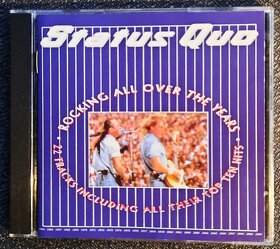 Status Quo
ROCKING ALL OVER THE YEARS
· 22 TRACKS INCLUDING ALL THEIR TOP TEN HITS ·